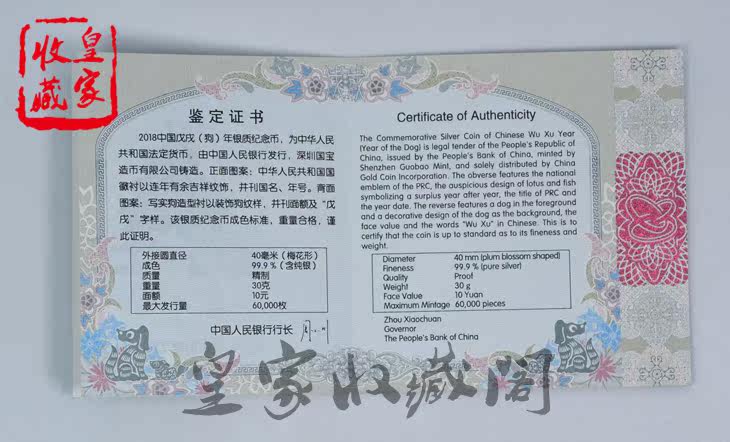 皇家
收藏
鉴定证书
2018中国戊戌（狗）年银质纪念币，为中华人民
共和国法定货币，由中国人民银行发行，深圳国宝
造币有限公司铸造。正面图案：中华人民共和国国
徽衬以连年有余吉祥纹饰，并刊国名、年号。背面
图案：写实狗造型衬以装饰狗纹样，并刊面额及“戊
戌”字样。该银质纪念币成色标准，重量合格，谨
此证明。
外接圆直径 40毫米（梅花形）
成色 99.9％（含纯银）
质量 精制
重量 30克
面额 10元
最大发行量 60,000枚
中国人民银行行长
Certificate of Authenticity
The Commemorative Silver Coin of Chinese Wu Xu Year
(Year of the Dog) is legal tender of the People's Republic of
China, issued by the People's Bank of China, minted by
Shenzhen Guobao Mint, and solely distributed by China
Gold Coin Incorporation. The obverse features the national
emblem of the PRC, the auspicious design of lotus and fish
symbolizing a surplus year after year, the title of PRC and
the year date. The reverse features a dog in the foreground
and a decorative design of the dog as the background, the
face value and the words "Wu Xu" in Chinese. This is to
certify that the coin is up to standard as to its fineness and
weight.
Diameter 40 mm (plum blossom shaped)
Fineness 99.9 % (pure silver)
Quality Proof
Weight 30 g
Face Value 10 Yuan
Maximum Mintage 60,000 pieces
Zhou Xiaochuan
Governor
The People's Bank of China
皇家收藏阁